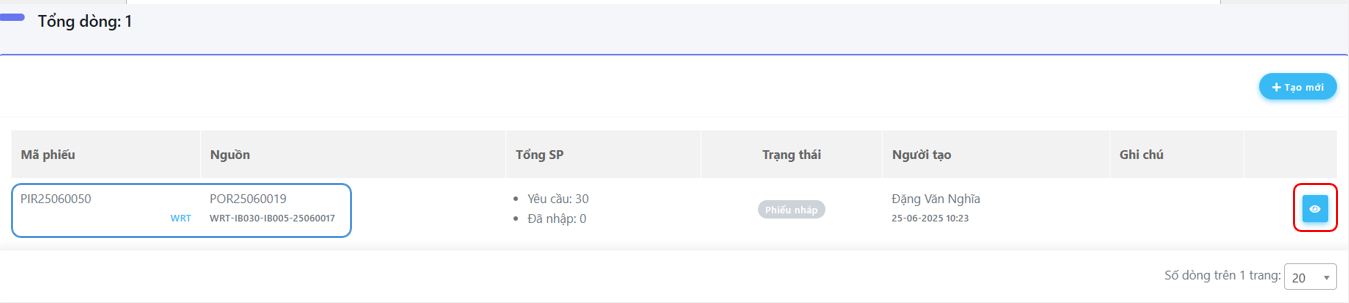 Tổng dòng: 1
+ Tạo mới
Mã phiếu Nguồn Tổng SP Trạng thái Người tạo Ghi chú
PIR25060050 POR25060019 Yêu cầu: 30 Phiếu nháp Đặng Văn Nghĩa
WRT WRT-IB030-IB005-25060017 Đã nhập: 0 25-06-2025 10:23
Số dòng trên 1 trang: 20